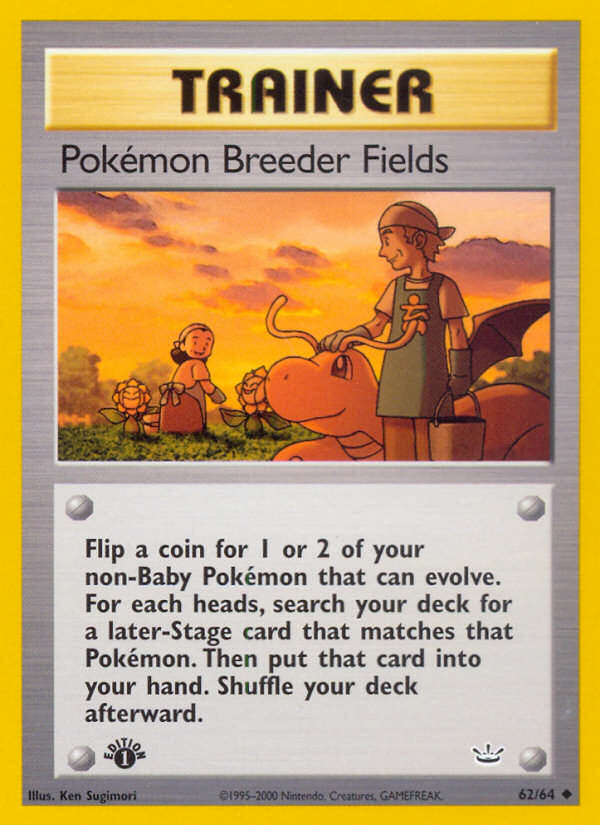 TRAINER
Pokémon Breeder Fields
Flip a coin for 1 or 2 of your
non-Baby Pokémon that can evolve.
For each heads, search your deck for
a later-Stage card that matches that
Pokémon. Then put that card into
your hand. Shuffle your deck
afterward.
EDITION
1
Illus. Ken Sugimori
©1995-2000 Nintendo, Creatures, GAMEFREAK.
62/64